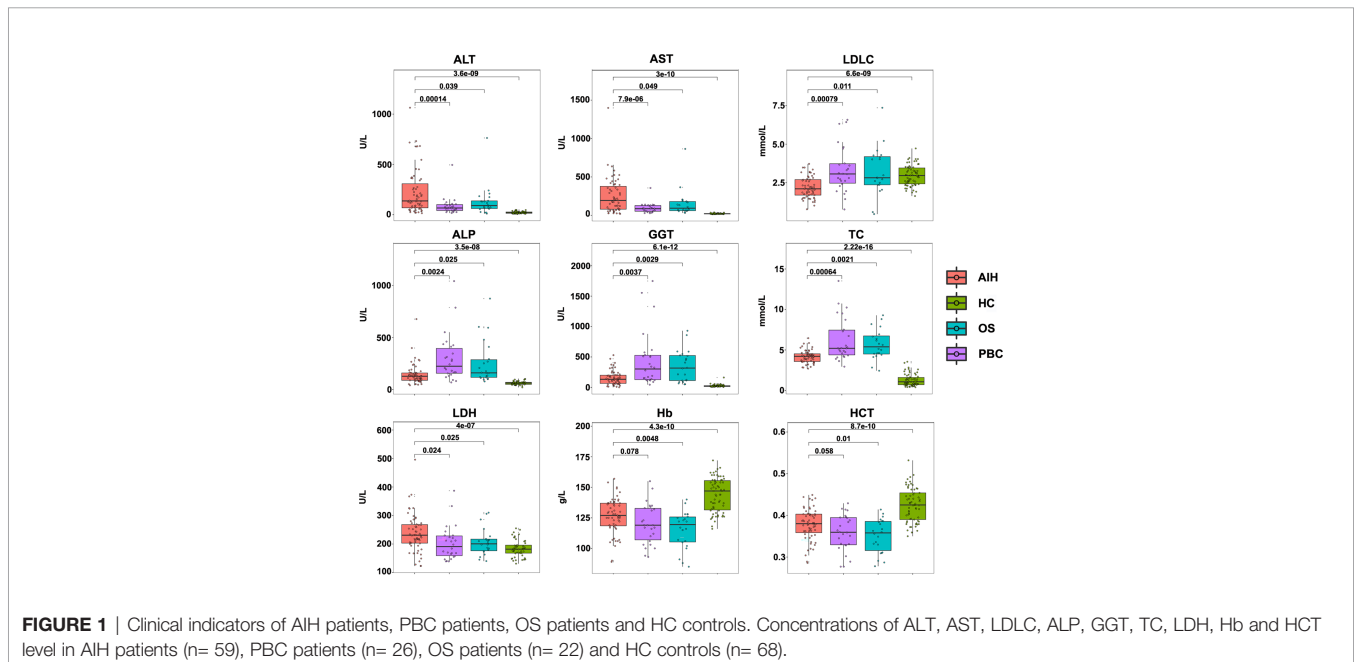 ALT
3.6e-09
0.039
0.00014
U/L
1000
500
0
AST
3e-10
0.049
7.9e-06
U/L
1500
1000
500
0
LDLC
6.6e-09
0.011
0.00079
mmol/L
7.5
5.0
2.5
ALP
3.5e-08
0.025
0.0024
U/L
1000
500
0
GGT
6.1e-12
0.0029
0.0037
U/L
2000
1500
1000
500
0
TC
2.22e-16
0.0021
0.00064
mmol/L
15
10
5
0
AIH
HC
OS
PBC
LDH
4e-07
0.025
0.024
U/L
600
500
400
300
200
100
Hb
4.3e-10
0.0048
0.078
g/L
200
175
150
125
100
HCT
8.7e-10
0.01
0.058
0.6
0.5
0.4
0.3
FIGURE 1 | Clinical indicators of AIH patients, PBC patients, OS patients and HC controls. Concentrations of ALT, AST, LDLC, ALP, GGT, TC, LDH, Hb and HCT
level in AIH patients (n= 59), PBC patients (n= 26), OS patients (n= 22) and HC controls (n= 68).